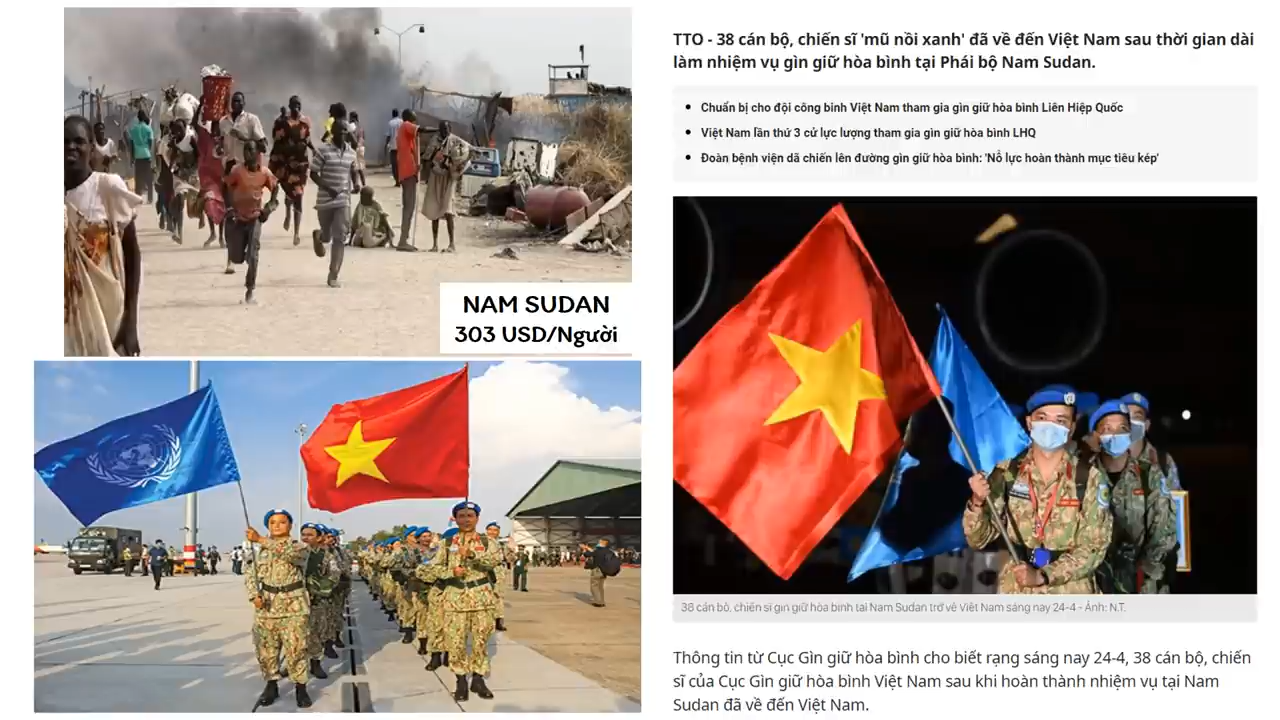 NAM SUDAN
303 USD/Người
TTO - 38 cán bộ, chiến sĩ 'mũ nồi xanh' đã về đến Việt Nam sau thời gian dài
làm nhiệm vụ gìn giữ hòa bình tại Phái bộ Nam Sudan.
Chuẩn bị cho đội công binh Việt Nam tham gia gìn giữ hòa bình Liên Hiệp Quốc
Việt Nam lần thứ 3 cử lực lượng tham gia gìn giữ hòa bình LHQ
Đoàn bệnh viện dã chiến lên đường gìn giữ hòa bình: 'Nỗ lực hoàn thành mục tiêu kép'
38 cán bộ, chiến sĩ gìn giữ hòa bình tại Nam Sudan trở về Việt Nam sáng nay 24-4 - Ảnh: N.T.
Thông tin từ Cục Gìn giữ hòa bình cho biết rạng sáng nay 24-4, 38 cán bộ, chiến
sĩ của Cục Gìn giữ hòa bình Việt Nam sau khi hoàn thành nhiệm vụ tại Nam
Sudan đã về đến Việt Nam.